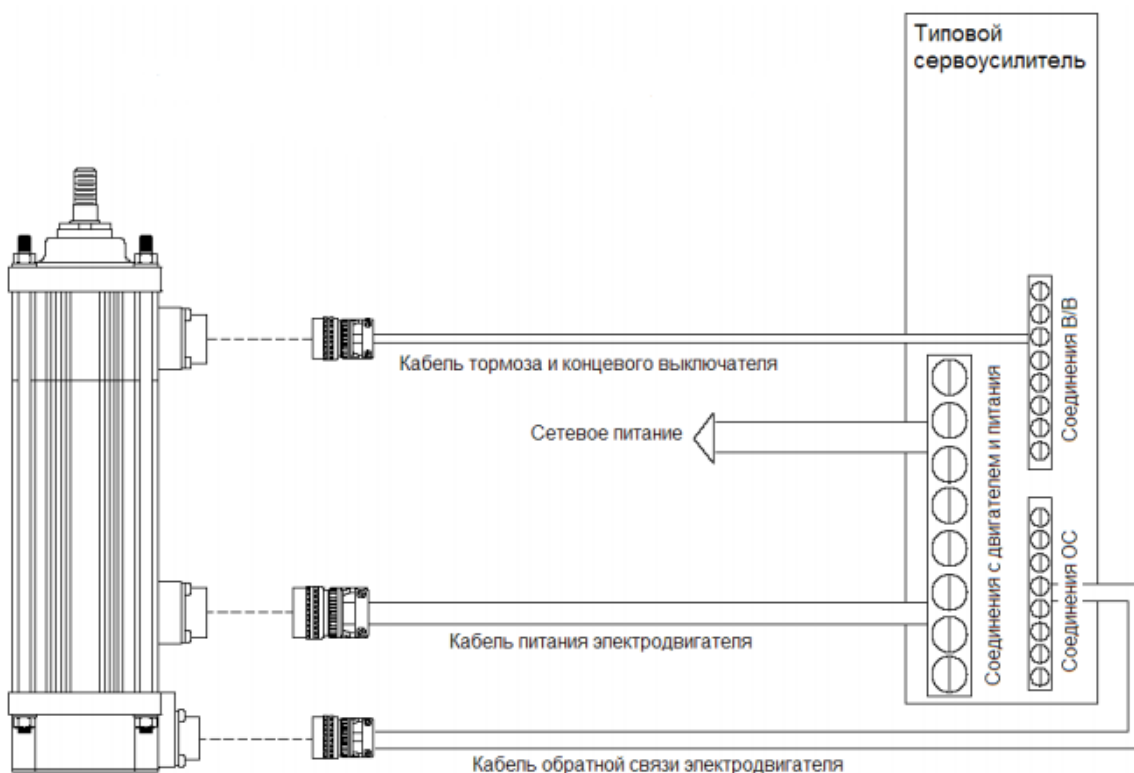 Типовой
сервоусилитель
Соединения В/В
Кабель тормоза и концевого выключателя
Сетевое питание
Соединения с двигателем и питания
Соединения ОС
Кабель питания электродвигателя
Кабель обратной связи электродвигателя